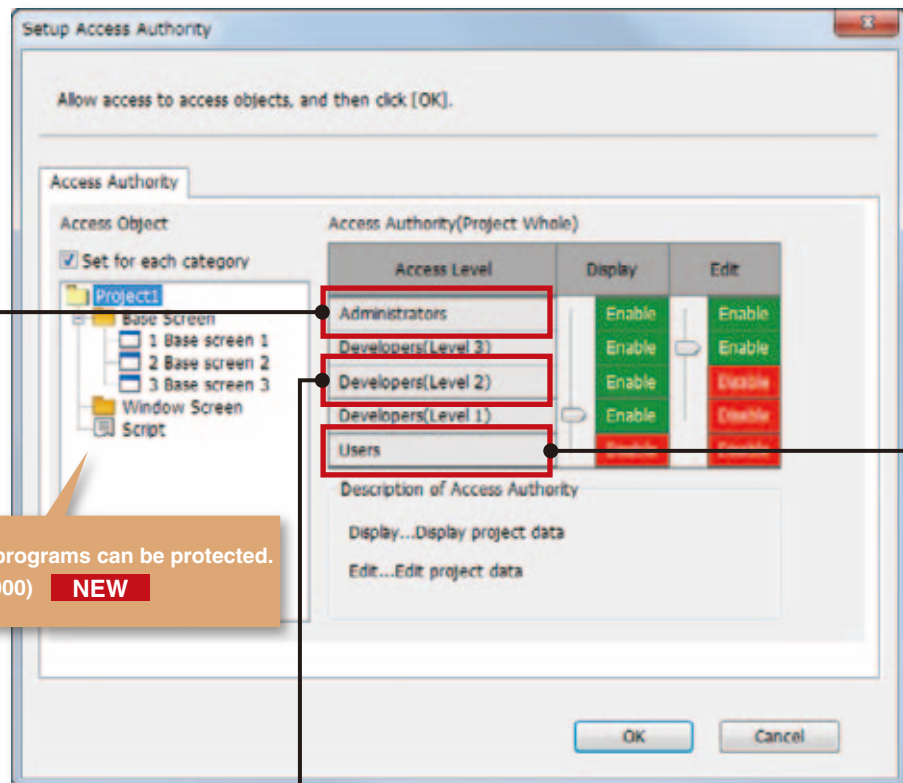 Setup Access Authority
Allow access to access objects, and then click [OK].
Access Authority
Access Object
Access Authority(Project Whole)
Set for each category
Access Level Display Edit
Project1
Base Screen
1 Base screen 1
2 Base screen 2
3 Base screen 3
Window Screen
Script
Administrators Enable Enable
Developers(Level 3) Enable Enable
Developers(Level 2) Enable Disable
Developers(Level 1) Enable Disable
Users Disable Disable
Description of Access Authority
Display...Display project data
Edit...Edit project data
programs can be protected.
000) NEW
OK Cancel